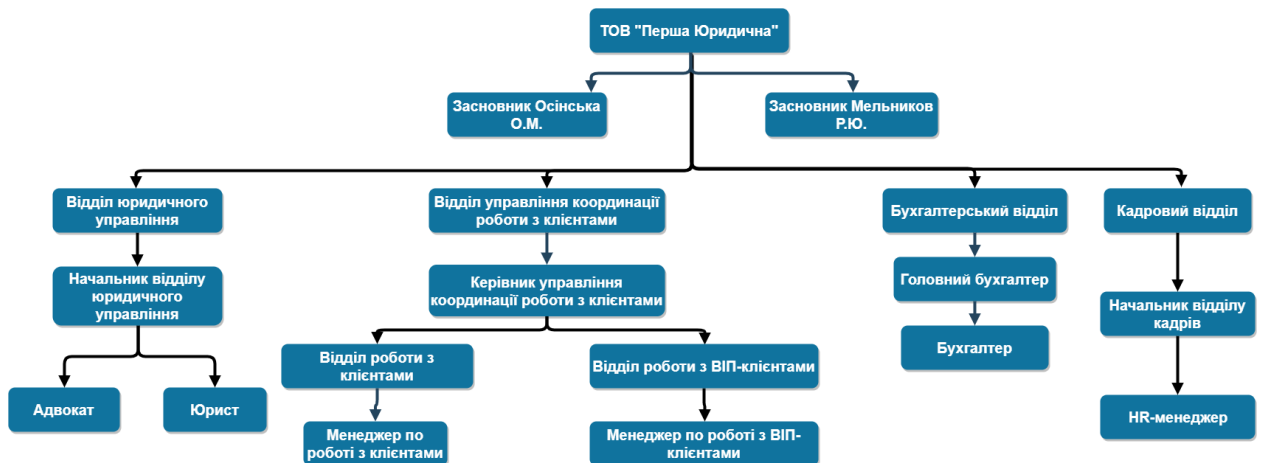 ТОВ "Перша Юридична"
Засновник Осінська
О.М.
Засновник Мельников
Р.Ю.
Відділ юридичного
управління
Відділ управління координації
роботи з клієнтами
Бухгалтерський відділ
Кадровий відділ
Начальник відділу
юридичного
управління
Керівник управління
координації роботи з клієнтами
Головний бухгалтер
Начальник відділу
кадрів
Відділ роботи з
клієнтами
Відділ роботи з ВІП-клієнтами
Бухгалтер
Адвокат
Юрист
Менеджер по
роботі з клієнтами
Менеджер по роботі з ВІП-
клієнтами
HR-менеджер